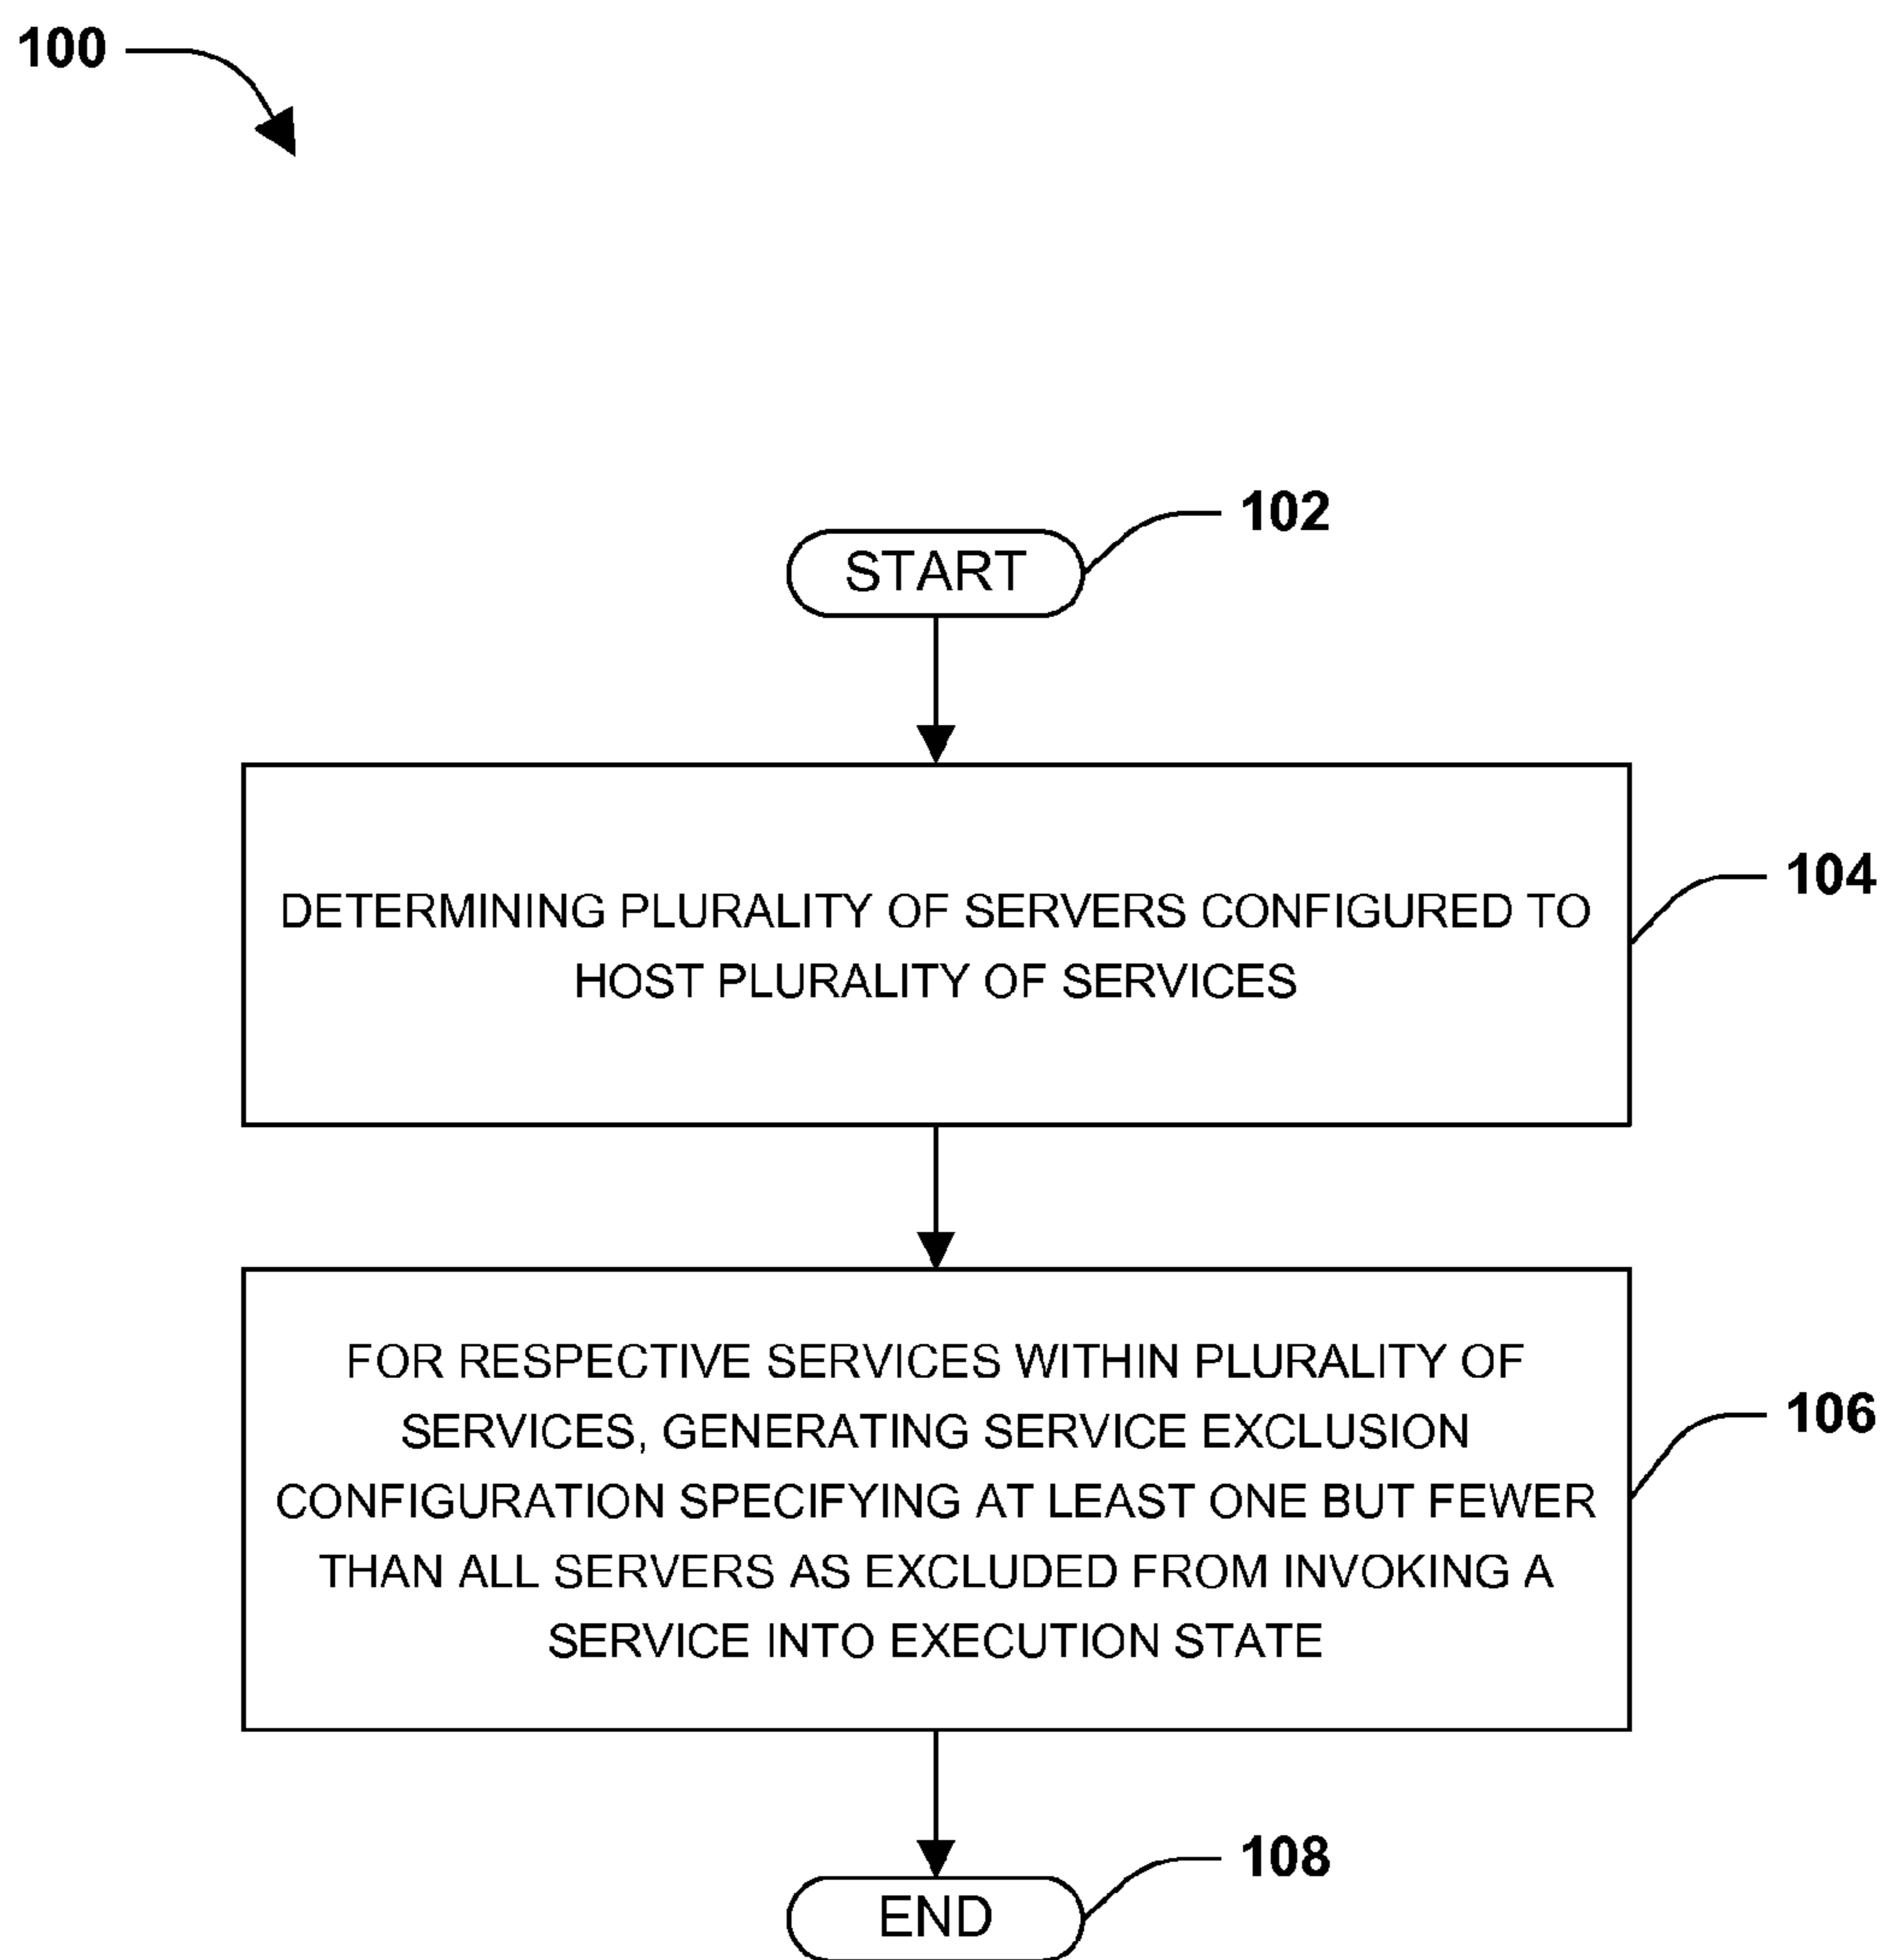 100
102
START
104
DETERMINING PLURALITY OF SERVERS CONFIGURED TO
HOST PLURALITY OF SERVICES
FOR RESPECTIVE SERVICES WITHIN PLURALITY OF
SERVICES, GENERATING SERVICE EXCLUSION
106
CONFIGURATION SPECIFYING AT LEAST ONE BUT FEWER
THAN ALL SERVERS AS EXCLUDED FROM INVOKING A
SERVICE INTO EXECUTION STATE
108
END